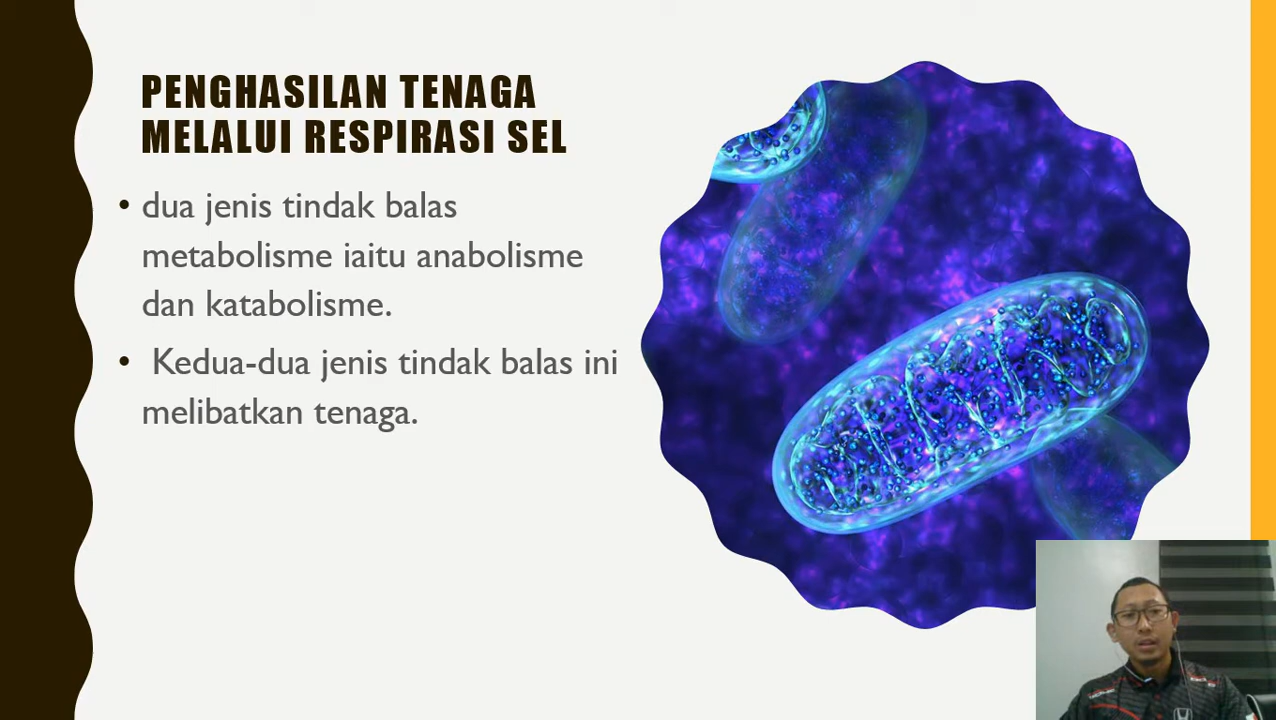 PENGHASILAN TENAGA
MELALUI RESPIRASI SEL
• dua jenis tindak balas
metabolisme iaitu anabolisme
dan katabolisme.
• Kedua-dua jenis tindak balas ini
melibatkan tenaga.